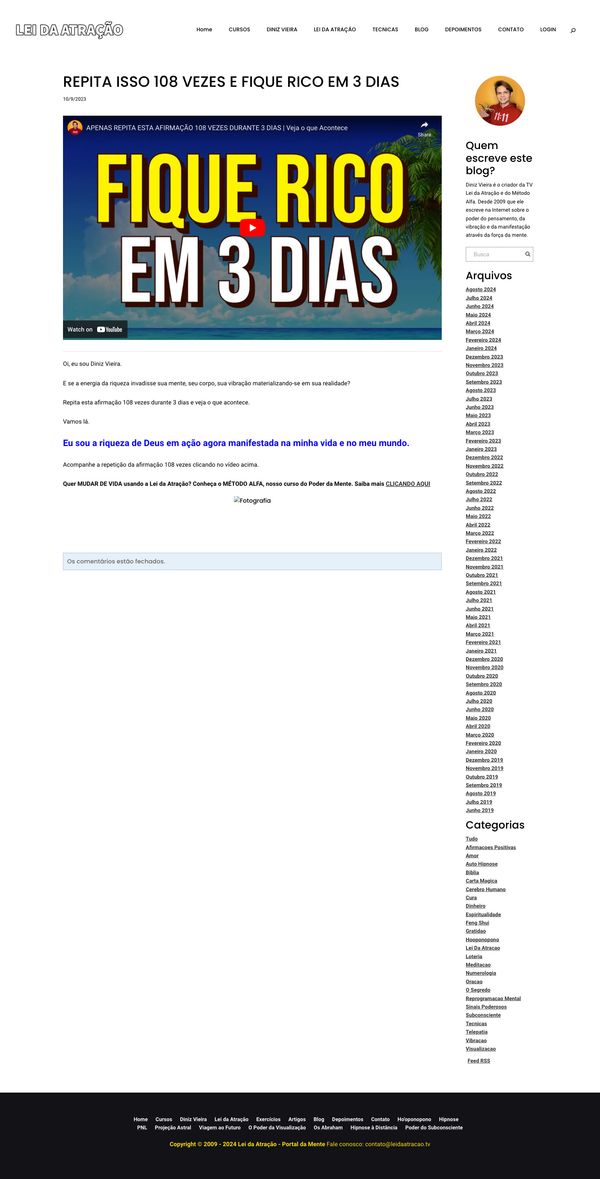 LEI DA ATRAÇÃO
Home CURSOS DINIZ VIEIRA LEI DA ATRAÇÃO TECNICAS BLOG DEPOIMENTOS CONTATO LOGIN
REPITA ISSO 108 VEZES E FIQUE RICO EM 3 DIAS
10/9/2023
APENAS REPITA ESTA AFIRMAÇÃO 108 VEZES DURANTE 3 DIAS | Veja o que Acontece
Share
FIQUE RICO
EM 3 DIAS
Watch on YouTube
Oi, eu sou Diniz Vieira.
E se a energia da riqueza invadisse sua mente, seu corpo, sua vibração materializando-se em sua realidade?
Repita esta afirmação 108 vezes durante 3 dias e veja o que acontece.
Vamos lá.
Eu sou a riqueza de Deus em ação agora manifestada na minha vida e no meu mundo.
Acompanhe a repetição da afirmação 108 vezes clicando no vídeo acima.
Quer MUDAR DE VIDA usando a Lei da Atração? Conheça o MÉTODO ALFA, nosso curso do Poder da Mente. Saiba mais CLICANDO AQUI
Fotografia
Os comentários estão fechados.
11:11
Quem
escreve este
blog?
Diniz Vieira é o criador da TV
Lei da Atração e do Método
Alfa. Desde 2009 que ele
escreve na Internet sobre o
poder do pensamento, da
vibração e da manifestação
através da força da mente.
Busca
Arquivos
Agosto 2024
Julho 2024
Junho 2024
Maio 2024
Abril 2024
Março 2024
Fevereiro 2024
Janeiro 2024
Dezembro 2023
Novembro 2023
Outubro 2023
Setembro 2023
Agosto 2023
Julho 2023
Junho 2023
Maio 2023
Abril 2023
Março 2023
Fevereiro 2023
Janeiro 2023
Dezembro 2022
Novembro 2022
Outubro 2022
Setembro 2022
Agosto 2022
Julho 2022
Junho 2022
Maio 2022
Abril 2022
Março 2022
Fevereiro 2022
Janeiro 2022
Dezembro 2021
Novembro 2021
Outubro 2021
Setembro 2021
Agosto 2021
Julho 2021
Junho 2021
Maio 2021
Abril 2021
Março 2021
Fevereiro 2021
Janeiro 2021
Dezembro 2020
Novembro 2020
Outubro 2020
Setembro 2020
Agosto 2020
Julho 2020
Junho 2020
Maio 2020
Abril 2020
Março 2020
Fevereiro 2020
Janeiro 2020
Dezembro 2019
Novembro 2019
Outubro 2019
Setembro 2019
Agosto 2019
Julho 2019
Junho 2019
Categorias
Tudo
Afirmacoes Positivas
Amor
Auto Hipnose
Biblia
Carta Magica
Cerebro Humano
Cura
Dinheiro
Espiritualidade
Feng Shui
Gratidao
Hooponopono
Lei Da Atracao
Loteria
Meditacao
Numerologia
Oracao
O Segredo
Reprogramacao Mental
Sinais Poderosos
Subconsciente
Tecnicas
Telepatia
Vibracao
Visualizacao
Feed RSS
Home Cursos Diniz Vieira Lei da Atração Exercícios Artigos Blog Depoimentos Contato Ho'oponopono Hipnose
PNL Projeção Astral Viagem ao Futuro O Poder da Visualização Os Abraham Hipnose à Distância Poder do Subconsciente
Copyright © 2009 - 2024 Lei da Atração - Portal da Mente Fale conosco: contato@leidaatracao.tv